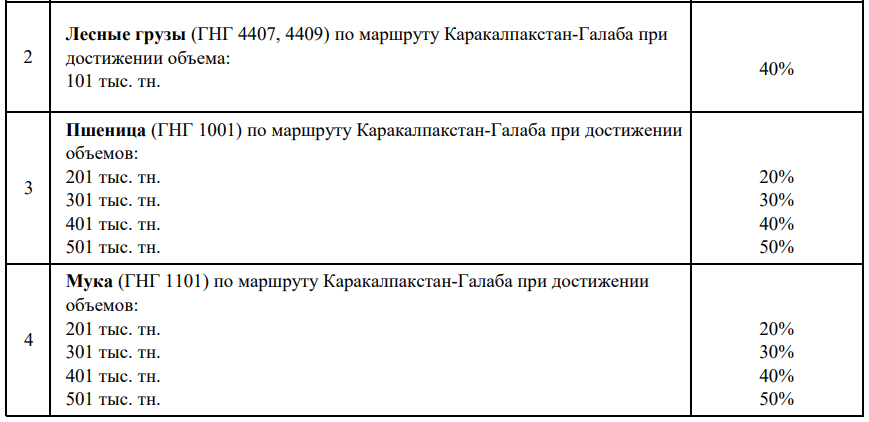 2
Лесные грузы (ГНГ 4407, 4409) по маршруту Каракалпакстан-Галаба при
достижении объема:
101 тыс. тн.
40%
3
Пшеница (ГНГ 1001) по маршруту Каракалпакстан-Галаба при достижении
объемов:
201 тыс. тн. 20%
301 тыс. тн. 30%
401 тыс. тн. 40%
501 тыс. тн. 50%
4
Мука (ГНГ 1101) по маршруту Каракалпакстан-Галаба при достижении
объемов:
201 тыс. тн. 20%
301 тыс. тн. 30%
401 тыс. тн. 40%
501 тыс. тн. 50%